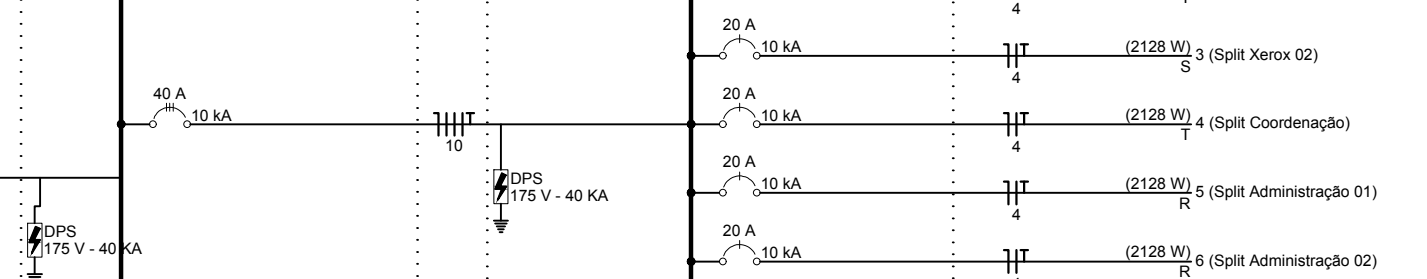 4
20 A
10 kA
4
(2128 W)
S
3 (Split Xerox 02)
40 A
10 kA
10
20 A
10 kA
4
(2128 W)
T
4 (Split Coordenação)
DPS
175 V - 40 KA
20 A
10 kA
4
(2128 W)
R
5 (Split Administração 01)
DPS
175 V - 40 KA
20 A
10 kA
(2128 W)
R
6 (Split Administração 02)